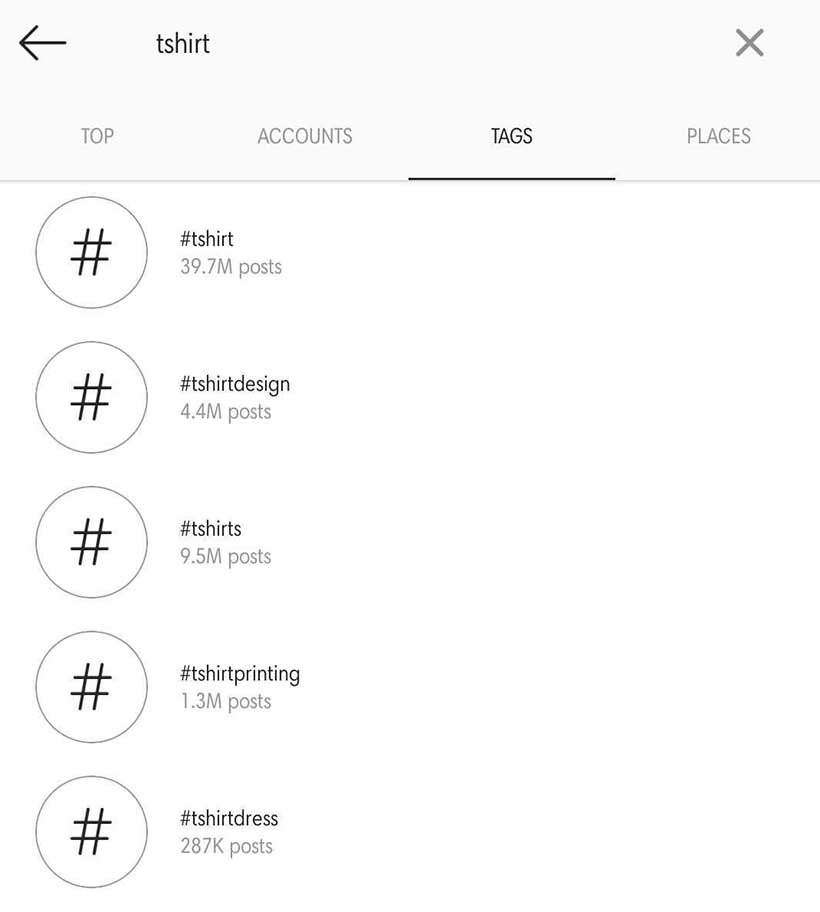 tshirt
TOP ACCOUNTS TAGS PLACES
#
#tshirt
39.7M posts
#
#tshirtdesign
4.4M posts
#
#tshirts
9.5M posts
#
#tshirtprinting
1.3M posts
#
#tshirtdress
287K posts